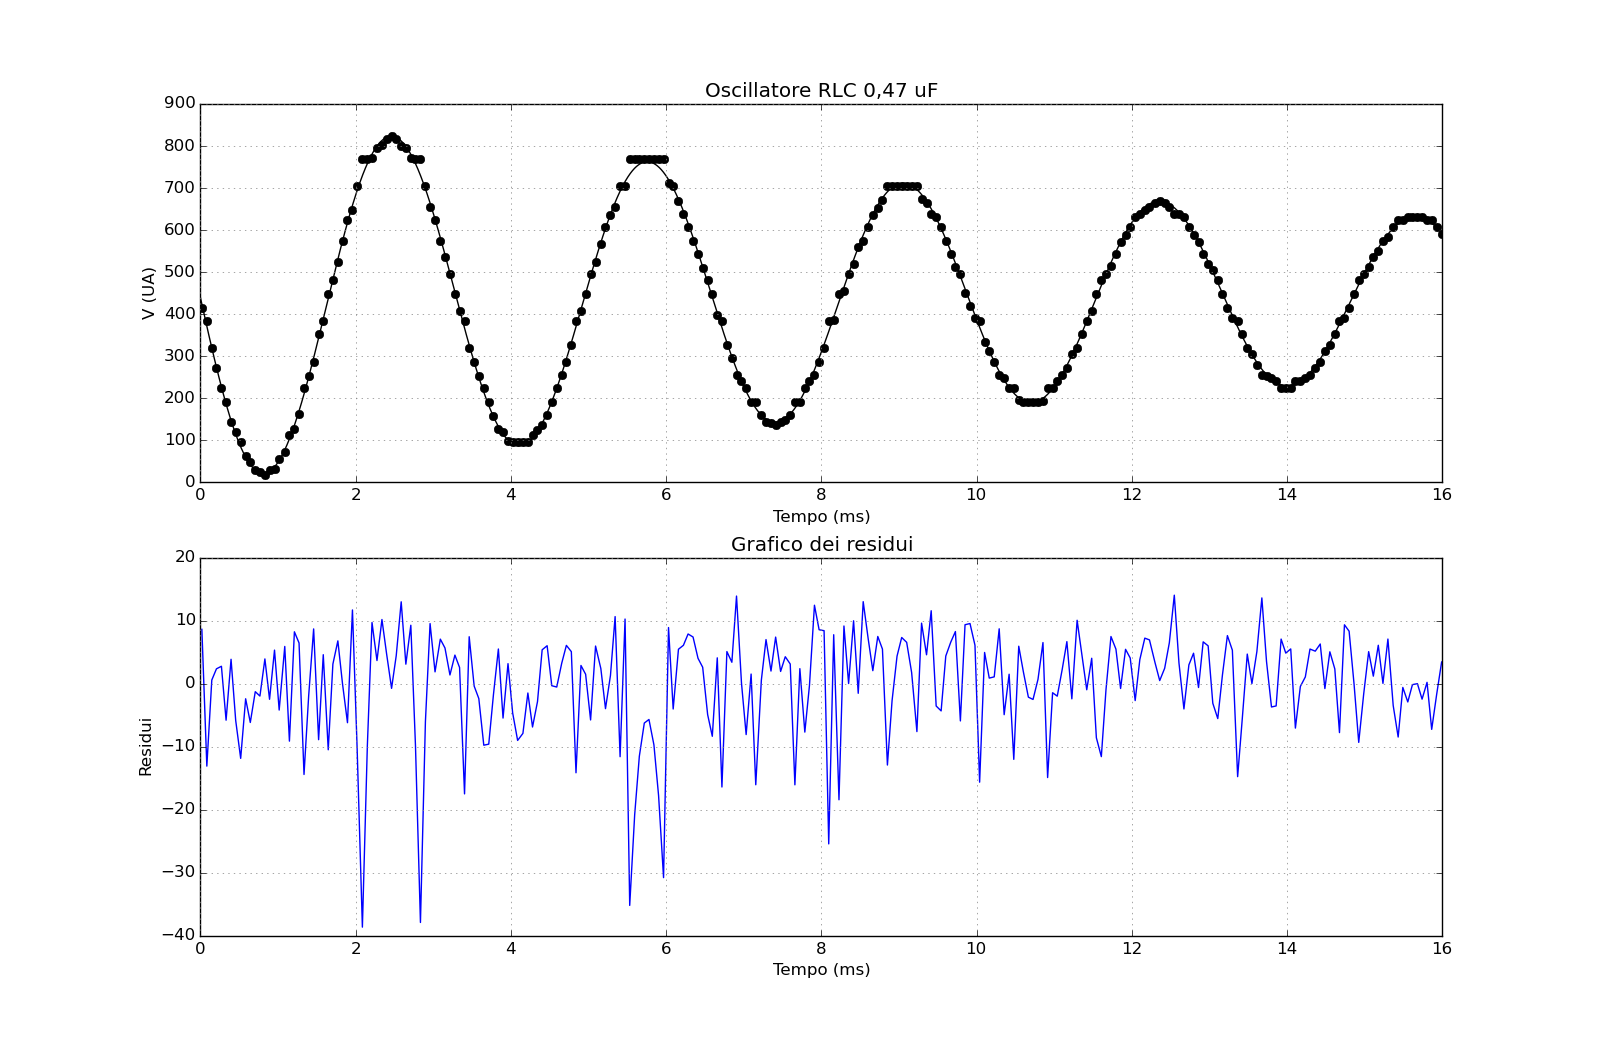 Oscillatore RLC 0,47 uF
900
800
700
600
500
400
300
200
100
0
V (UA)
0 2 4 6 8 10 12 14 16
Tempo (ms)
Grafico dei residui
20
10
0
−10
−20
−30
−40
Residui
0 2 4 6 8 10 12 14 16
Tempo (ms)